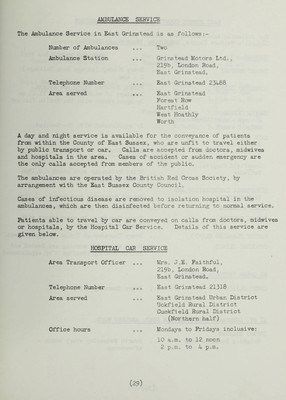 AMBULANCE SERVICE
The Ambulance Service in East Grinstead is as follows:-
Number of Ambulances ... Two
Ambulance Station ... Grinstead Motors Ltd.,
219b, London Road,
East Grinstead.
Telephone Number ... East Grinstead 23488
Area served ... East Grinstead
Forest Row
Hartfield
West Hoathly
Worth
A day and night service is available for the conveyance of patients
from within the County of East Sussex, who are unfit to travel either
by public transport or car. Calls are accepted from doctors, midwives
and hospitals in the area. Cases of accident or sudden emergency are
the only calls accepted from members of the public.
The ambulances are operated by the British Red Cross Society, by
arrangement with the East Sussex County Council.
Cases of infectious disease are removed to isolation hospital in the
ambulances, which are then disinfected before returning to normal service.
Patients able to travel by car are conveyed on calls from doctors, midwives
or hospitals, by the Hospital Car Service. Details of this service are
given below.
HOSPITAL CAR SERVICE
Area Transport Officer ... Mrs. J.E. Faithful,
219b, London Road,
East Grinstead.
Telephone Number ... East Grinstead 21318
Area served ... East Grinstead Urban District
Uckfield Rural District
Cuckfield Rural District
(Northern half)
Office hours ... Mondays to Fridays inclusive:
10 a.m. to 12 noon
2 p.m. to 4 p.m.
(29)